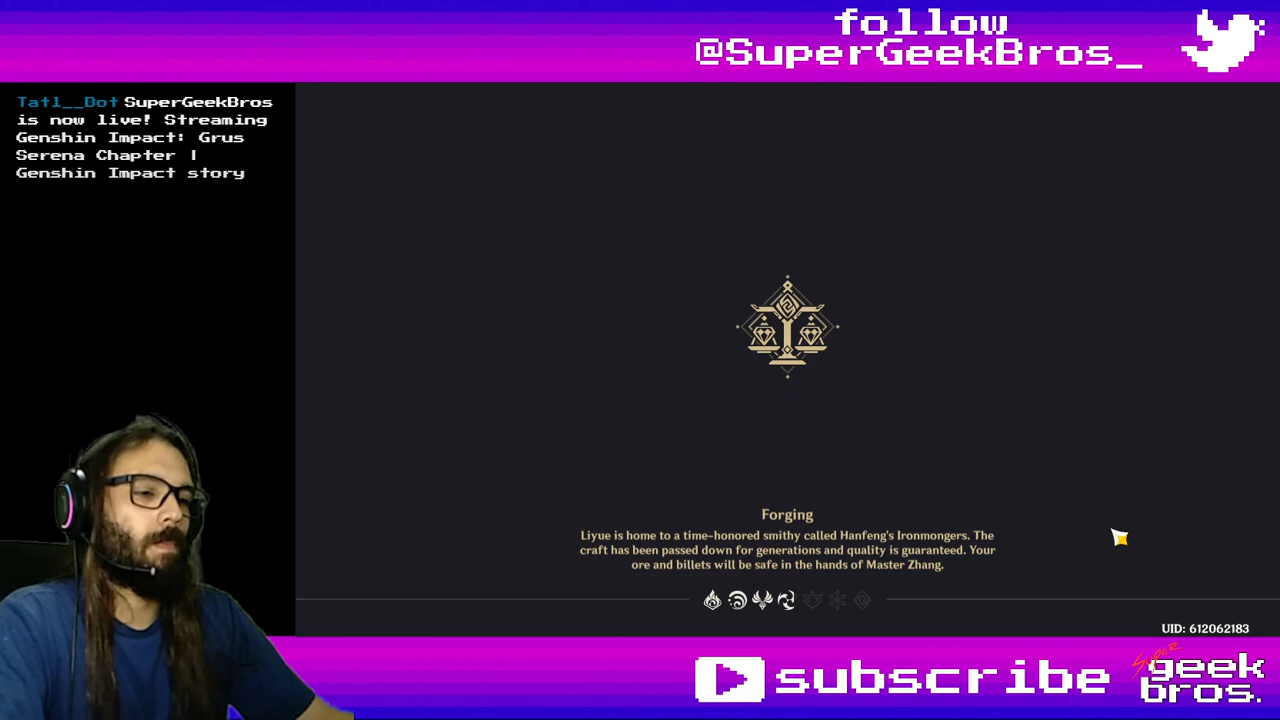 follow
@SuperGeekBros_
Tatl__Bot SuperGeekBros
is now live! Streaming
Genshin Impact: Grus
Serena Chapter |
Genshin Impact story
Forging
Liyue is home to a time-honored smithy called Hanfeng's Ironmongers. The
craft has been passed down for generations and quality is guaranteed. Your
ore and billets will be safe in the hands of Master Zhang.
UID: 612062183
subscribe
SUPER
geek
bros.